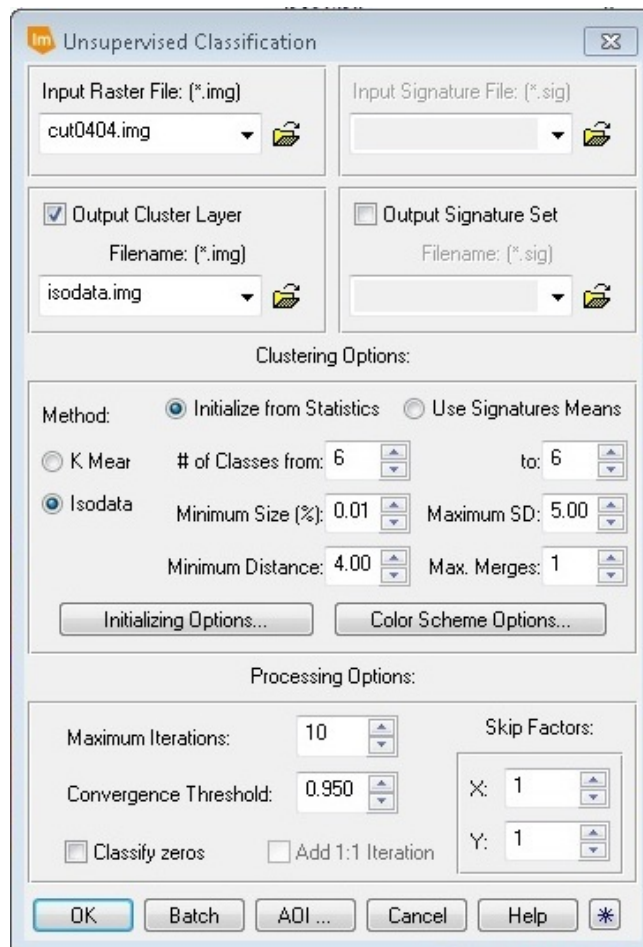 Im Unsupervised Classification
Input Raster File: (*.img) Input Signature File: (*.sig)
cut0404.img
Output Cluster Layer Output Signature Set
Filename: (*.img) Filename: (*.sig)
isodata.img
Clustering Options:
Method: Initialize from Statistics Use Signatures Means
K Mear # of Classes from: 6 to: 6
Isodata Minimum Size (%): 0.01 Maximum SD: 5.00
Minimum Distance: 4.00 Max. Merges: 1
Initializing Options... Color Scheme Options...
Processing Options:
Maximum Iterations: 10 Skip Factors:
Convergence Threshold: 0.950 X: 1
Classify zeros Add 1:1 Iteration Y: 1
OK Batch AOI ... Cancel Help